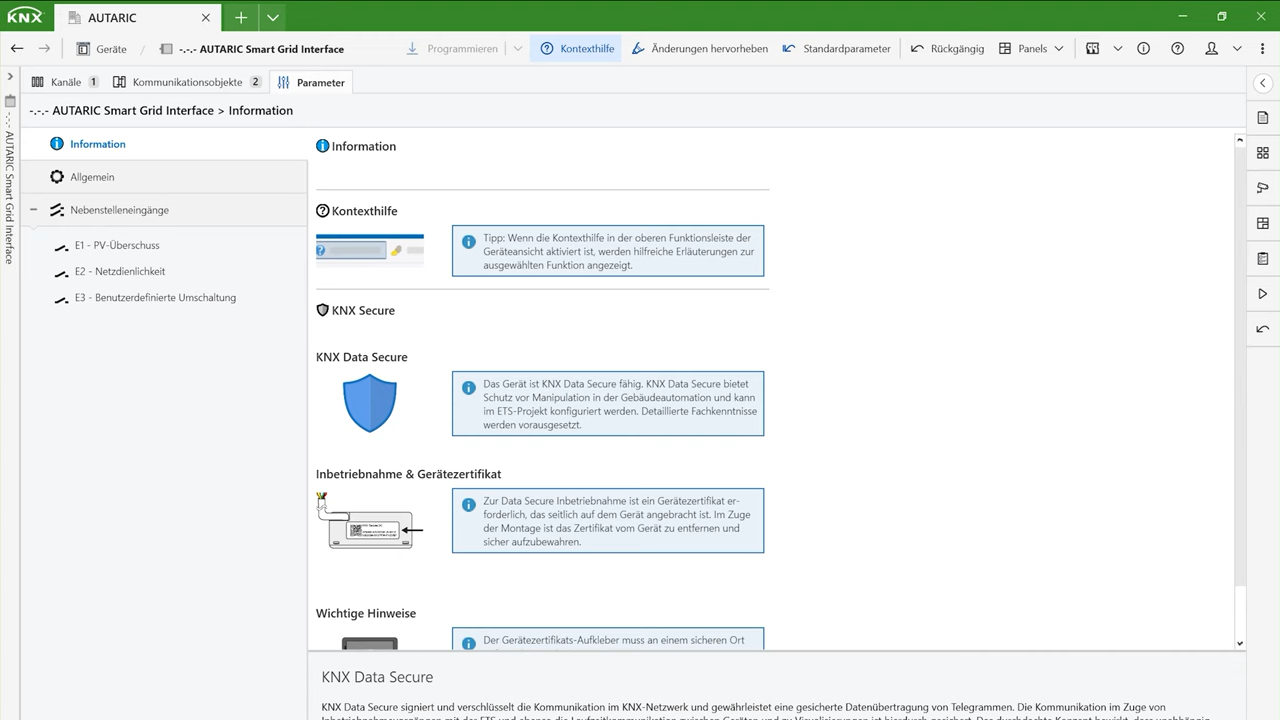 KNX
AUTARIC
Geräte / -.-.- AUTARIC Smart Grid Interface
Programmieren
Kontexthilfe
Änderungen hervorheben
Standardparameter
Rückgängig
Panels
Kanäle 1
Kommunikationsobjekte 2
Parameter
-.-.- AUTARIC Smart Grid Interface
-.-.- AUTARIC Smart Grid Interface > Information
Information
Allgemein
Nebenstelleneingänge
E1 - PV-Überschuss
E2 - Netzdienlichkeit
E3 - Benutzerdefinierte Umschaltung
Information
Kontexthilfe
Tipp: Wenn die Kontexthilfe in der oberen Funktionsleiste der
Geräteansicht aktiviert ist, werden hilfreiche Erläuterungen zur
ausgewählten Funktion angezeigt.
KNX Secure
KNX Data Secure
Das Gerät ist KNX Data Secure fähig. KNX Data Secure bietet
Schutz vor Manipulation in der Gebäudeautomation und kann
im ETS-Projekt konfiguriert werden. Detaillierte Fachkenntnisse
werden vorausgesetzt.
Inbetriebnahme & Gerätezertifikat
Zur Data Secure Inbetriebnahme ist ein Gerätezertifikat er-
forderlich, das seitlich auf dem Gerät angebracht ist. Im Zuge
der Montage ist das Zertifikat vom Gerät zu entfernen und
sicher aufzubewahren.
Wichtige Hinweise
Der Gerätezertifikats-Aufkleber muss an einem sicheren Ort
KNX Data Secure
KNX Data Secure signiert und verschlüsselt die Kommunikation im KNX-Netzwerk und gewährleistet eine gesicherte Datenübertragung von Telegrammen. Die Kommunikation im Zuge von